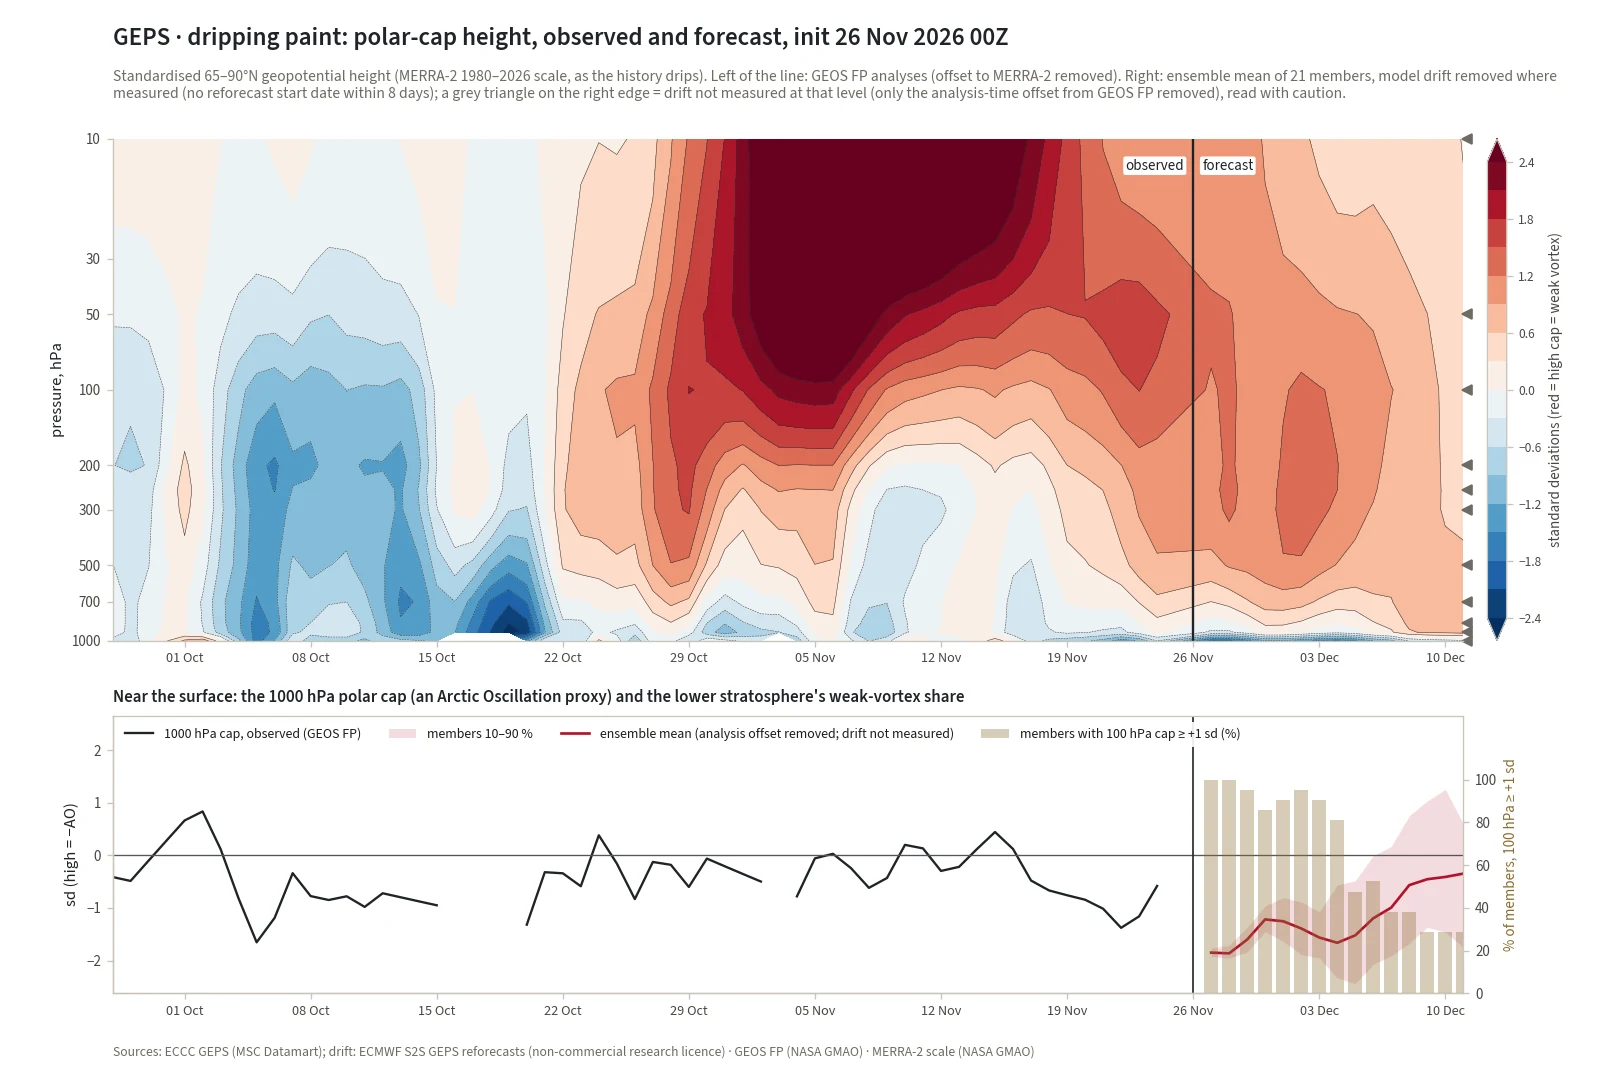 GEPS · dripping paint: polar-cap height, observed and forecast, init 26 Nov 2026 00Z
Standardised 65–90°N geopotential height (MERRA-2 1980–2026 scale, as the history drips). Left of the line: GEOS FP analyses (offset to MERRA-2 removed). Right: ensemble mean of 21 members, model drift removed where
measured (no reforecast start date within 8 days); a grey triangle on the right edge = drift not measured at that level (only the analysis-time offset from GEOS FP removed), read with caution.
pressure, hPa
10
30
50
100
200
300
500
700
1000
observed
forecast
01 Oct
08 Oct
15 Oct
22 Oct
29 Oct
05 Nov
12 Nov
19 Nov
26 Nov
03 Dec
10 Dec
2.4
1.8
1.2
0.6
0.0
−0.6
−1.2
−1.8
−2.4
standard deviations (red = high cap = weak vortex)
Near the surface: the 1000 hPa polar cap (an Arctic Oscillation proxy) and the lower stratosphere's weak-vortex share
1000 hPa cap, observed (GEOS FP)
members 10–90 %
ensemble mean (analysis offset removed; drift not measured)
members with 100 hPa cap ≥ +1 sd (%)
sd (high = −AO)
2
1
0
−1
−2
100
80
60
40
20
0
% of members, 100 hPa ≥ +1 sd
01 Oct
08 Oct
15 Oct
22 Oct
29 Oct
05 Nov
12 Nov
19 Nov
26 Nov
03 Dec
10 Dec
Sources: ECCC GEPS (MSC Datamart); drift: ECMWF S2S GEPS reforecasts (non-commercial research licence) · GEOS FP (NASA GMAO) · MERRA-2 scale (NASA GMAO)